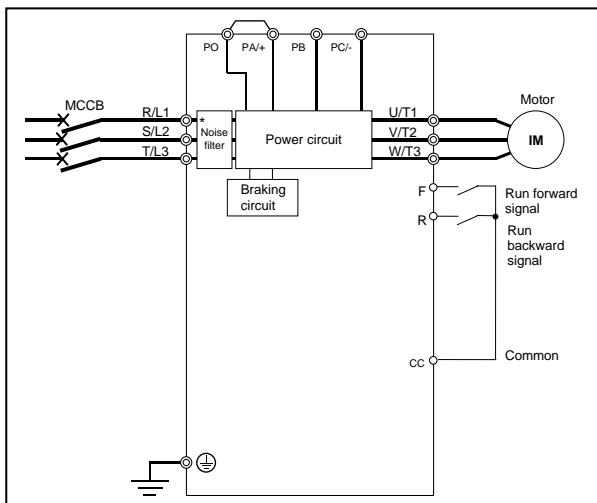 PO PA/+ PB PC/-
MCCB
R/L1
S/L2
T/L3
*
Noise
filter
Power circuit
Braking
circuit
U/T1
V/T2
W/T3
Motor
IM
F
Run forward
signal
R
Run
backward
signal
CC
Common